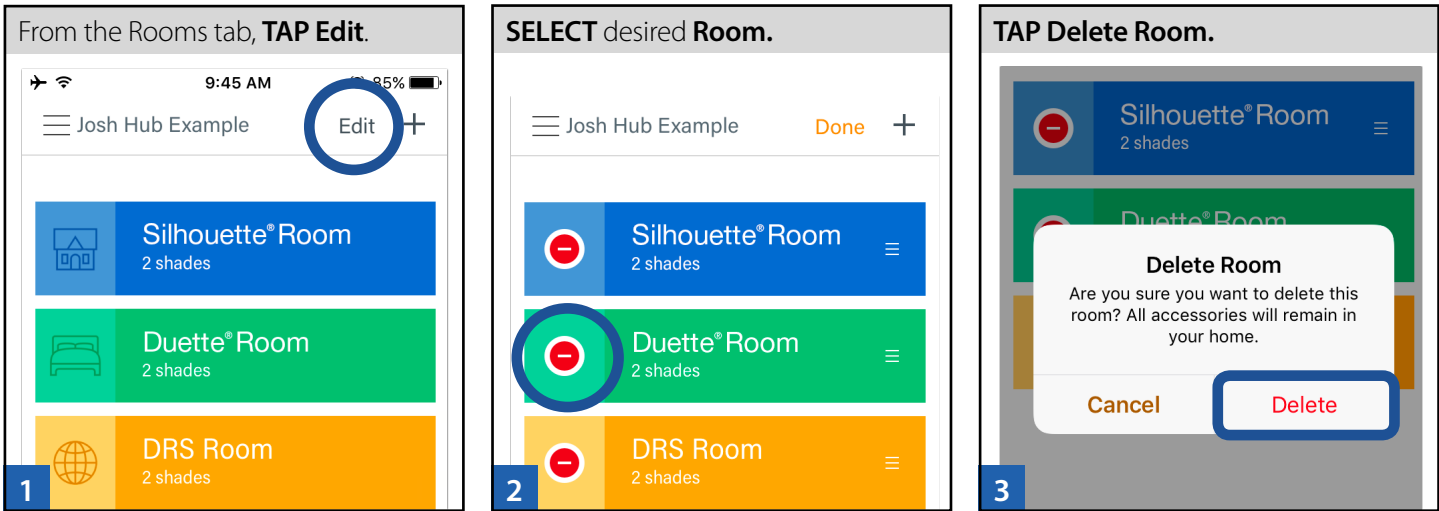 From the Rooms tab, TAP Edit.
9:45 AM
85%
Josh Hub Example
Edit
Silhouette® Room
2 shades
Duette® Room
2 shades
DRS Room
2 shades
1
SELECT desired Room.
Josh Hub Example
Done
Silhouette® Room
2 shades
Duette® Room
2 shades
DRS Room
2 shades
2
TAP Delete Room.
Silhouette® Room
2 shades
Duette® Room
Delete Room
Are you sure you want to delete this
room? All accessories will remain in
your home.
Cancel
Delete
3